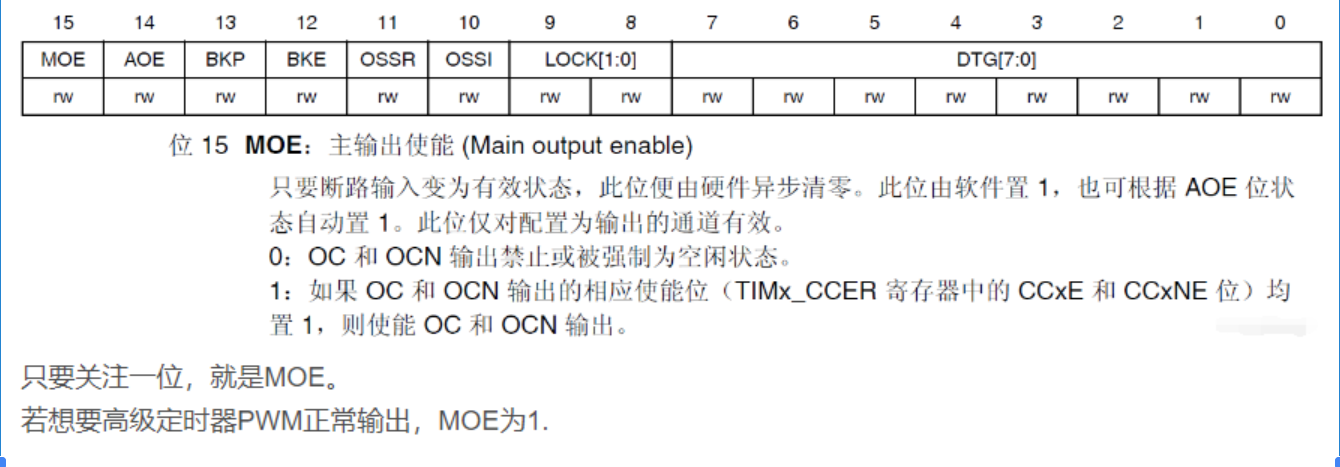 15 14 13 12 11 10 9 8 7 6 5 4 3 2 1 0
MOE AOE BKP BKE OSSR OSSI LOCK[1:0] DTG[7:0]
rw rw rw rw rw rw rw rw rw rw rw rw rw rw rw rw
位 15 MOE：主输出使能 (Main output enable)
只要断路输入变为有效状态，此位便由硬件异步清零。此位由软件置 1，也可根据 AOE 位状
态自动置 1。此位仅对配置为输出的通道有效。
0：OC 和 OCN 输出禁止或被强制为空闲状态。
1：如果 OC 和 OCN 输出的相应使能位（TIMx_CCER 寄存器中的 CCxE 和 CCxNE 位）均
置 1，则使能 OC 和 OCN 输出。
只要关注一位，就是MOE。
若想要高级定时器PWM正常输出，MOE为1.